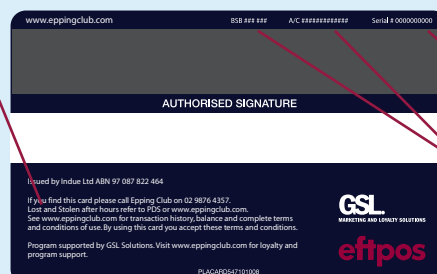 www.eppingclub.com BSB ### ### A/C ############# Serial # 0000000000
AUTHORISED SIGNATURE
Issued by Indue Ltd ABN 97 087 822 464
If you find this card please call Epping Club on 02 9876 4357.
Lost and Stolen after hours refer to PDS or www.eppingclub.com.
See www.eppingclub.com for transaction history, balance and complete terms
and conditions of use. By using this card you accept these terms and conditions.
Program supported by GSL Solutions. Visit www.eppingclub.com for loyalty and
program support.
GSL.
MARKETING AND LOYALTY SOLUTIONS
eftpos
PLACARD547101008